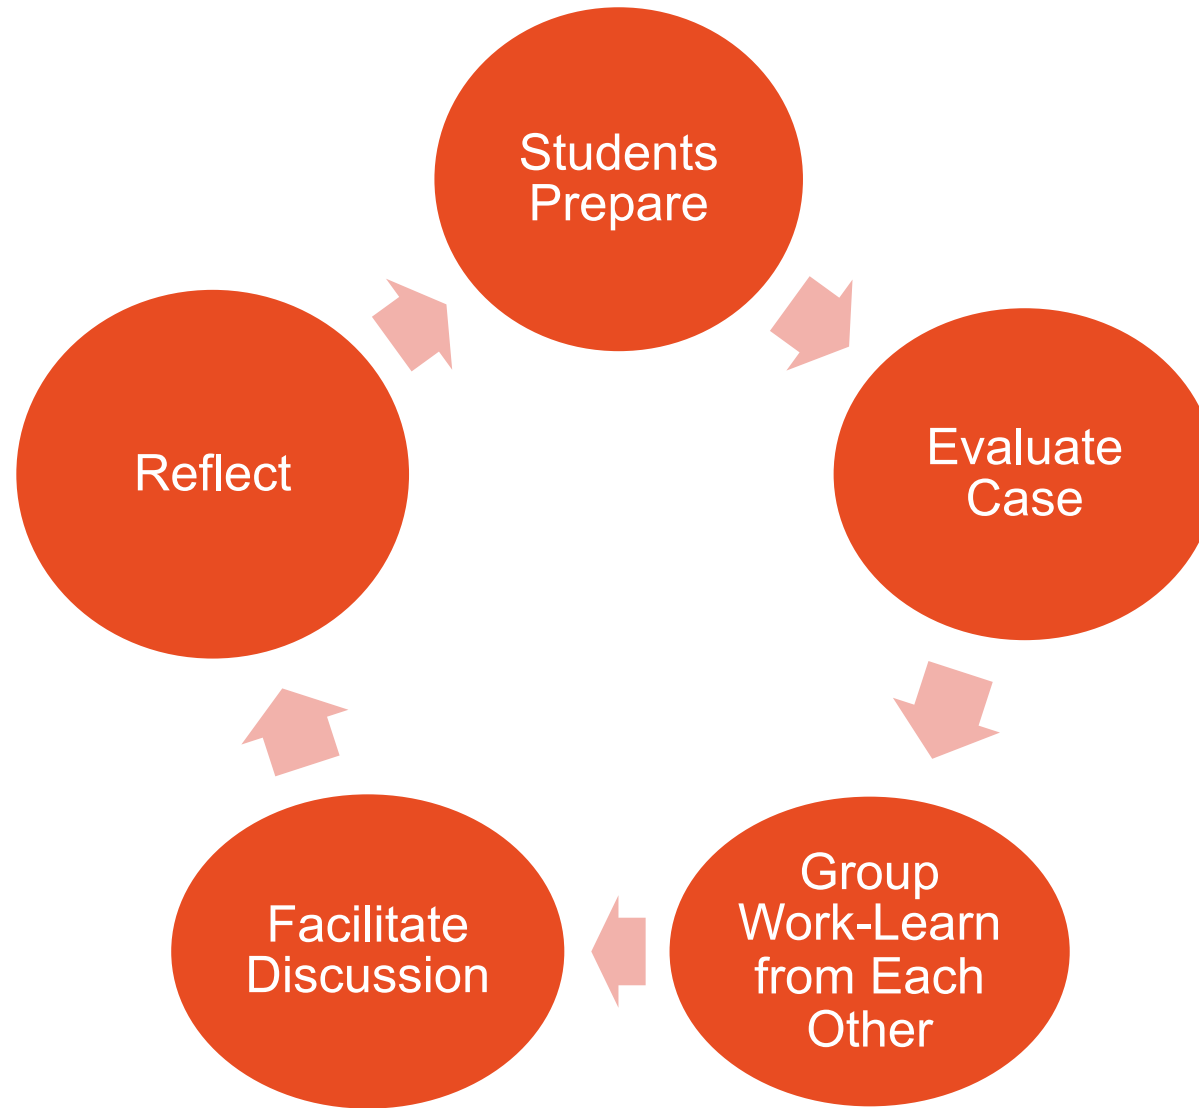 Students
Prepare
Evaluate
Case
Group
Work-Learn
from Each
Other
Facilitate
Discussion
Reflect